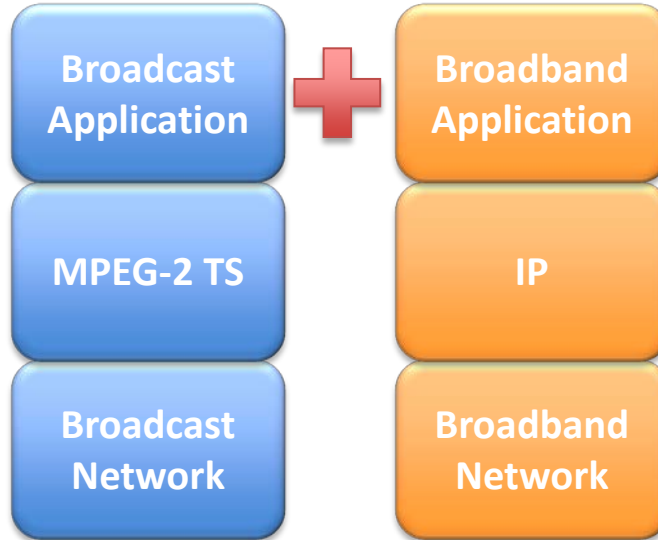 Broadcast
Application
Broadband
Application
MPEG-2 TS
IP
Broadcast
Network
Broadband
Network